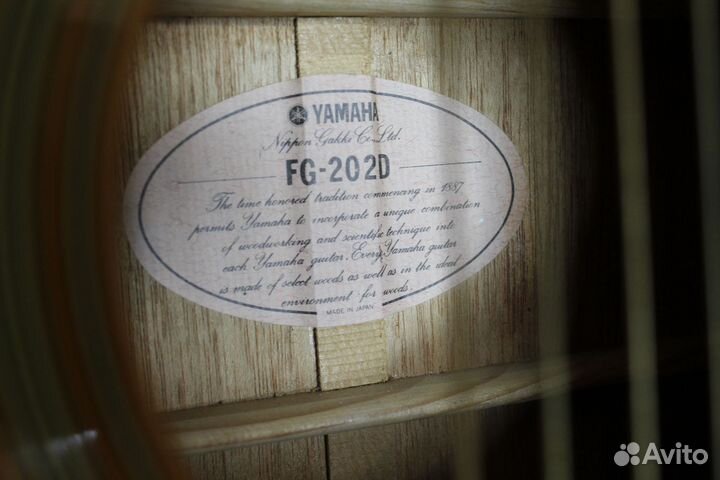 YAMAHA
Nippon Gakki Co., Ltd.
FG-202D
The time honored tradition commencing in 1887
permits Yamaha to incorporate a unique combination
of woodworking and scientific technique into
each Yamaha guitar. Every Yamaha guitar
is made of select woods as well as in the ideal
environment for woods.
MADE IN JAPAN
Avito